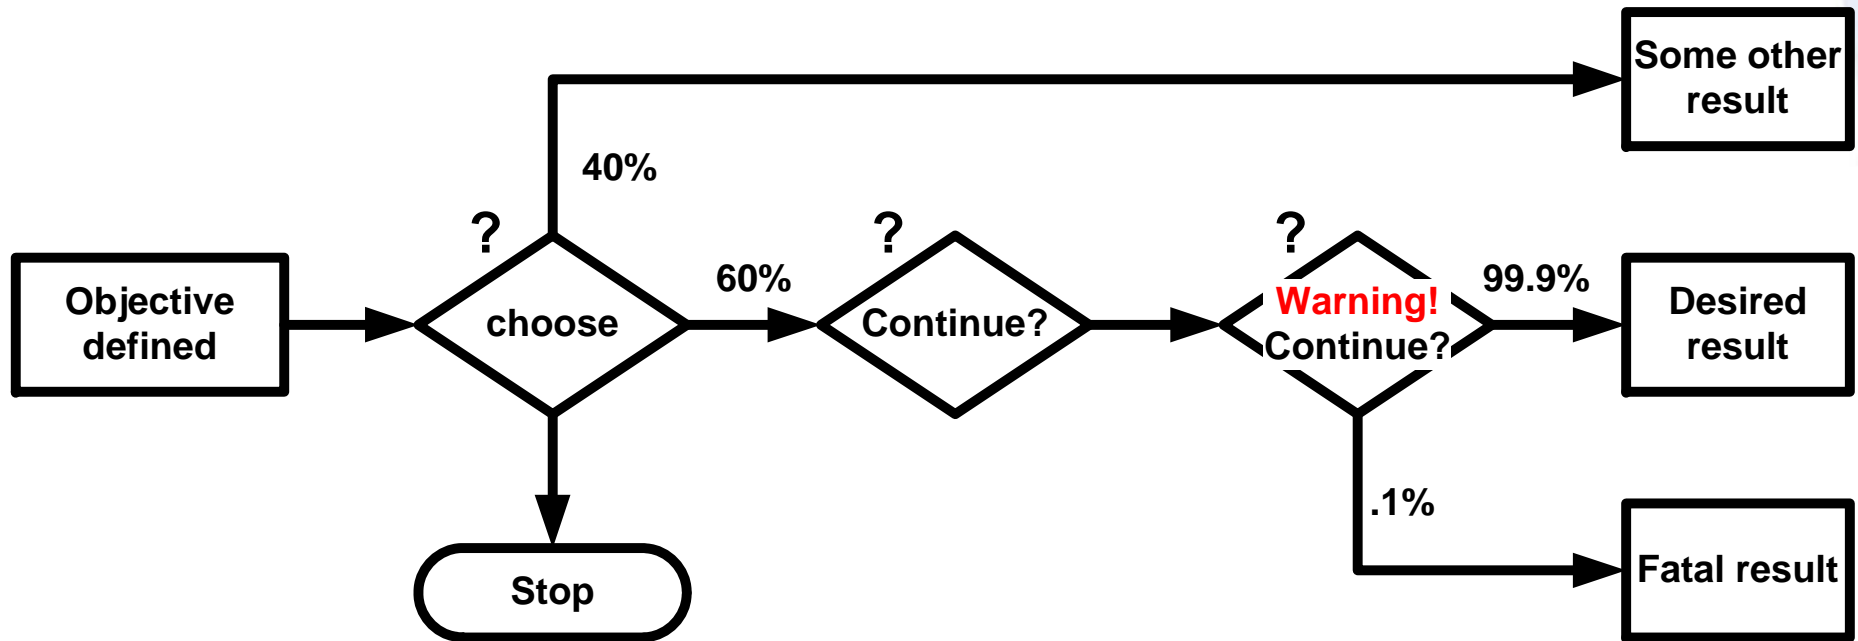 Some other
result
40%
?
?
?
60%
99.9%
Objective
defined
choose
Continue?
Warning!
Continue?
Desired
result
.1%
Stop
Fatal result